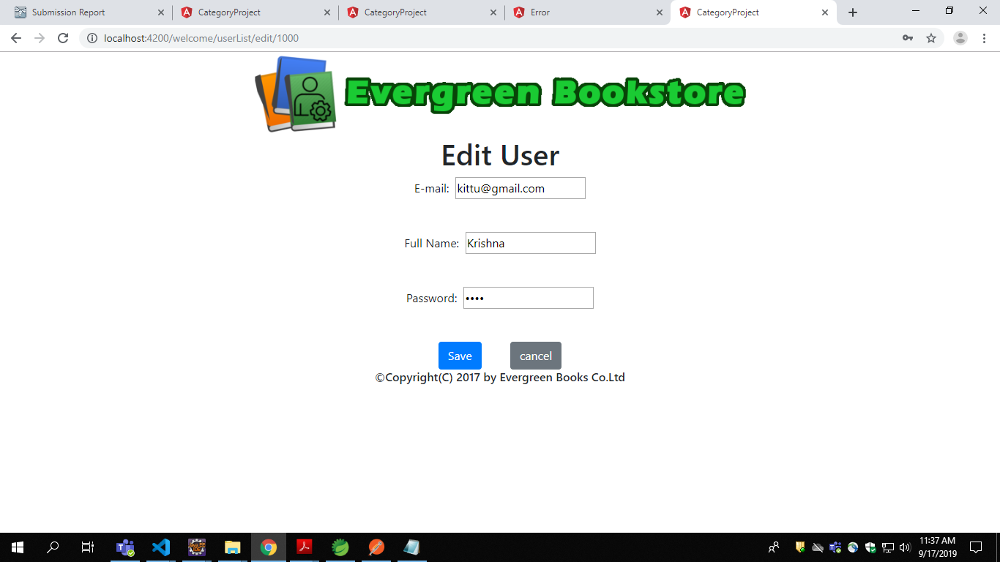 Submission Report
CategoryProject
CategoryProject
Error
CategoryProject
localhost:4200/welcome/userList/edit/1000
Evergreen Bookstore
Edit User
E-mail: kittu@gmail.com
Full Name: Krishna
Password: ••••
Save cancel
©Copyright(C) 2017 by Evergreen Books Co.Ltd
11:37 AM
9/17/2019